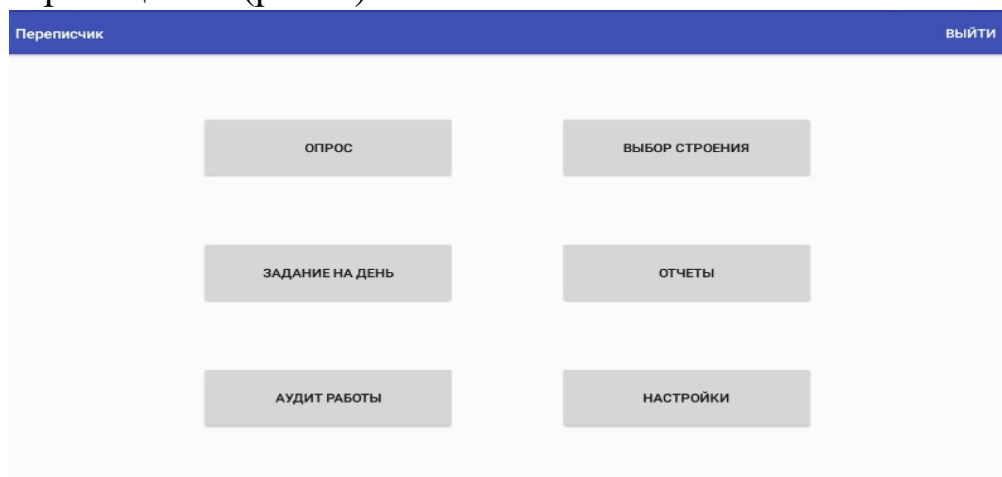 Переписчик ВЫЙТИ
ОПРОС ВЫБОР СТРОЕНИЯ
ЗАДАНИЕ НА ДЕНЬ ОТЧЕТЫ
АУДИТ РАБОТЫ НАСТРОЙКИ